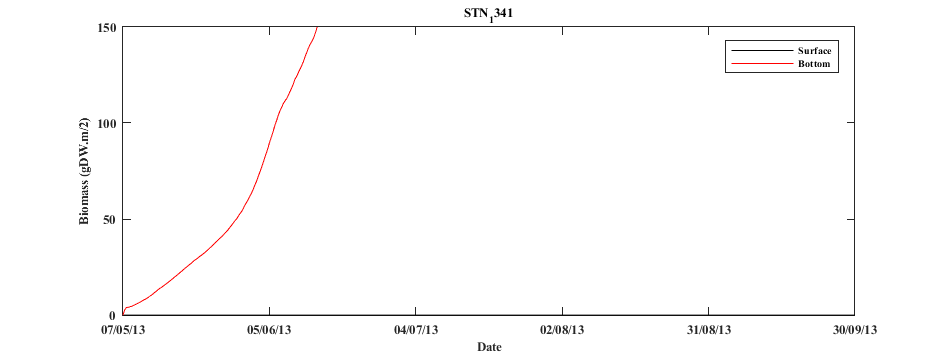 STN₁341
150
100
50
0
Biomass (gDW.m/2)
Surface
Bottom
07/05/13 05/06/13 04/07/13 02/08/13 31/08/13 30/09/13
Date